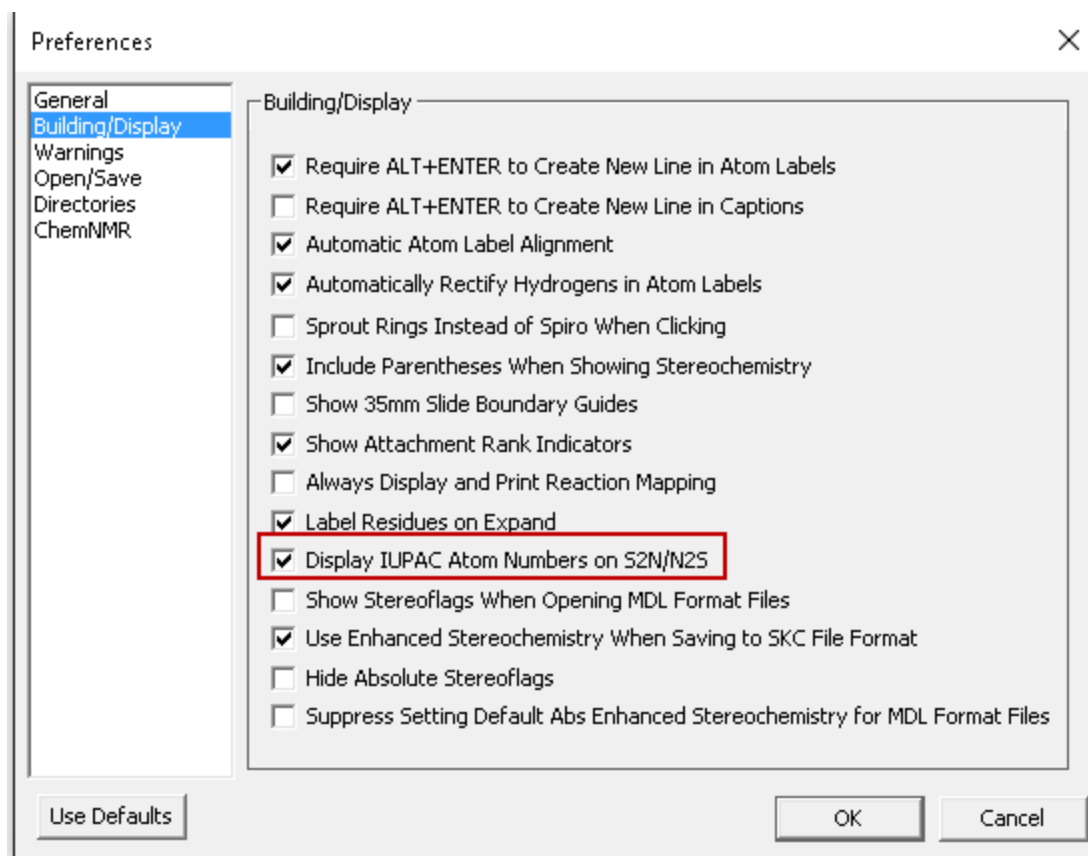 Preferences
General
Building/Display
Warnings
Open/Save
Directories
ChemNMR
Building/Display
Require ALT+ENTER to Create New Line in Atom Labels
Require ALT+ENTER to Create New Line in Captions
Automatic Atom Label Alignment
Automatically Rectify Hydrogens in Atom Labels
Sprout Rings Instead of Spiro When Clicking
Include Parentheses When Showing Stereochemistry
Show 35mm Slide Boundary Guides
Show Attachment Rank Indicators
Always Display and Print Reaction Mapping
Label Residues on Expand
Display IUPAC Atom Numbers on S2N/N2S
Show Stereoflags When Opening MDL Format Files
Use Enhanced Stereochemistry When Saving to SKC File Format
Hide Absolute Stereoflags
Suppress Setting Default Abs Enhanced Stereochemistry for MDL Format Files
Use Defaults
OK
Cancel